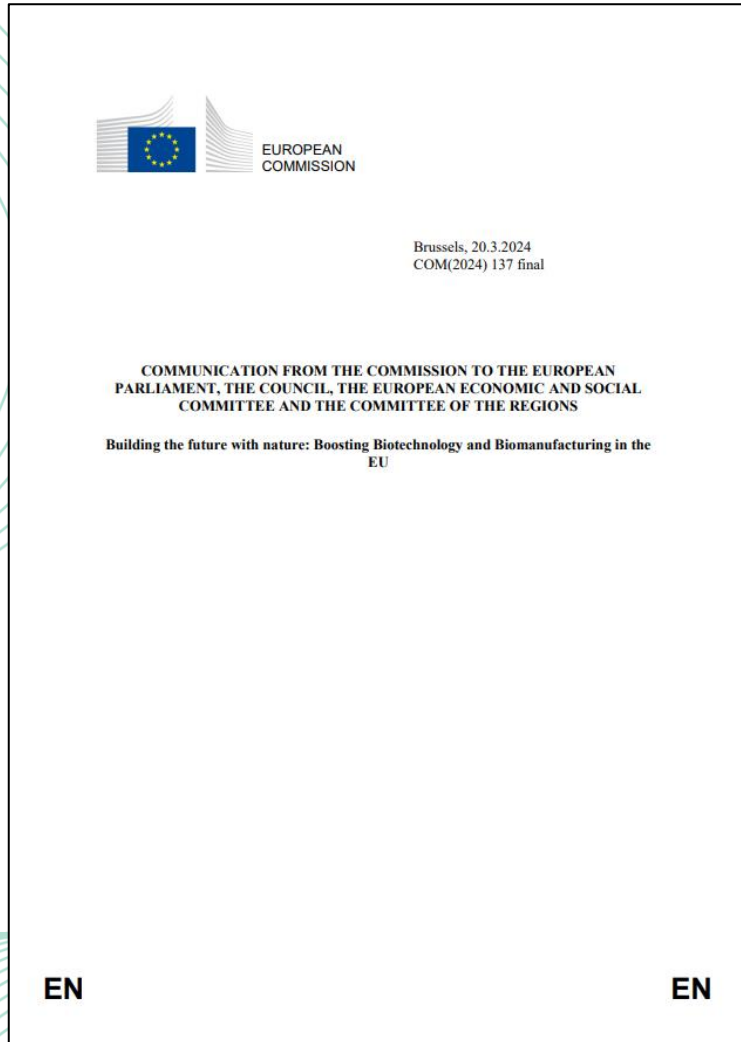 EUROPEAN
COMMISSION
Brussels, 20.3.2024
COM(2024) 137 final
COMMUNICATION FROM THE COMMISSION TO THE EUROPEAN
PARLIAMENT, THE COUNCIL, THE EUROPEAN ECONOMIC AND SOCIAL
COMMITTEE AND THE COMMITTEE OF THE REGIONS
Building the future with nature: Boosting Biotechnology and Biomanufacturing in the
EU
EN
EN